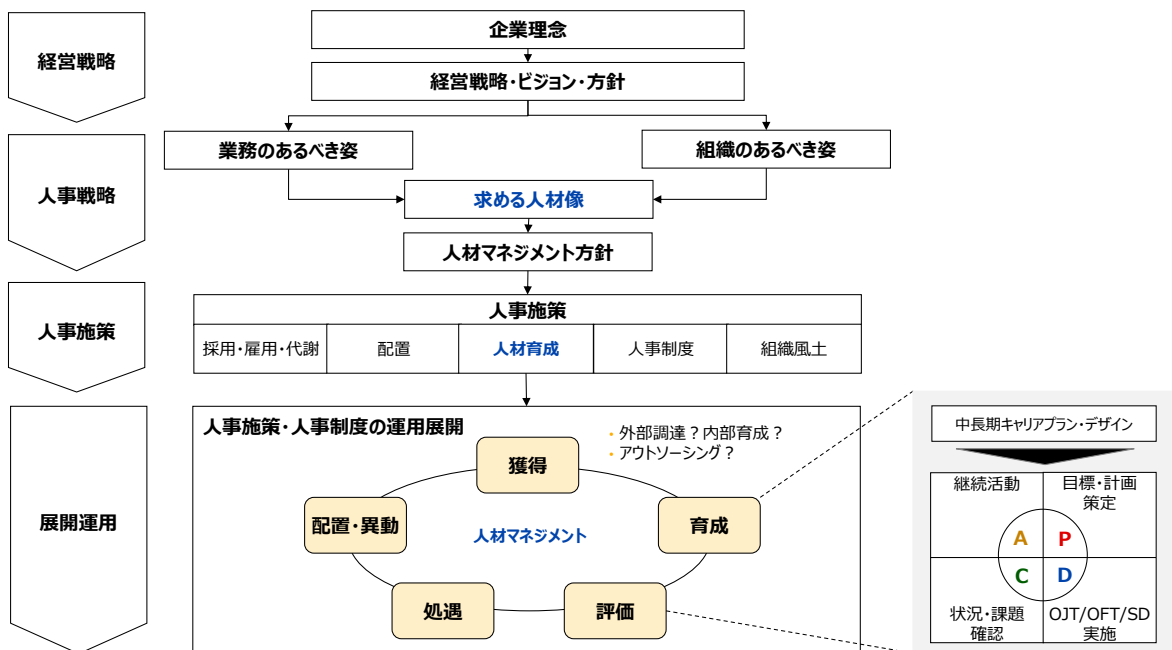 経営戦略
企業理念
経営戦略・ビジョン・方針
人事戦略
業務のあるべき姿
組織のあるべき姿
求める人材像
人材マネジメント方針
人事施策
人事施策
採用・雇用・代謝
配置
人材育成
人事制度
組織風土
展開運用
人事施策・人事制度の運用展開
・外部調達？内部育成？
・アウトソーシング？
獲得
配置・異動
人材マネジメント
育成
処遇
評価
中長期キャリアプラン・デザイン
継続活動
目標・計画
策定
A
P
C
D
状況・課題
確認
OJT/OFT/SD
実施